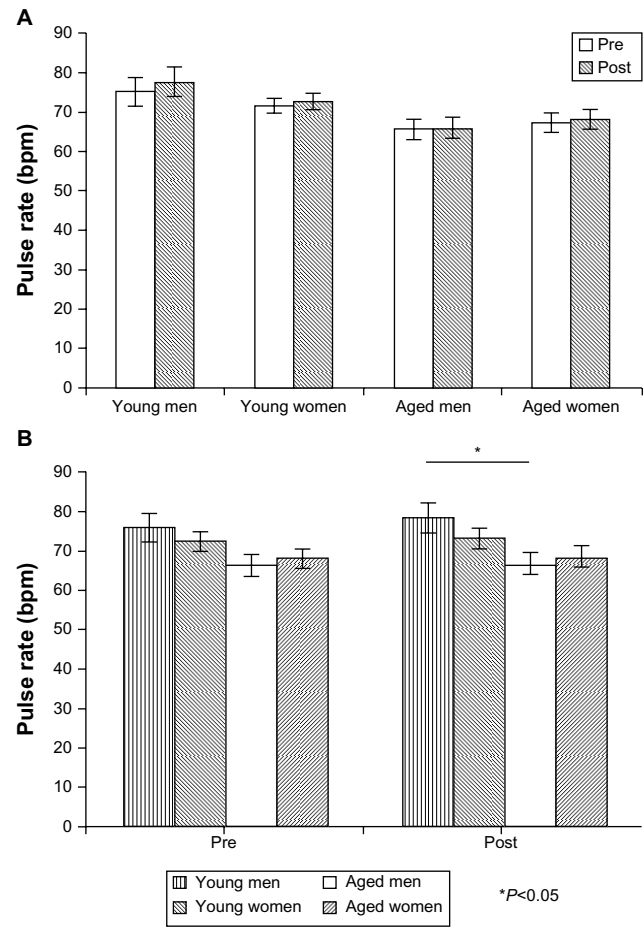 A
90
80
70
60
50
40
30
20
10
0
Pulse rate (bpm)
Pre
Post
Young men Young women Aged men Aged women
B
90
80
70
60
50
40
30
20
10
0
Pulse rate (bpm)
*
Pre Post
Young men Aged men
Young women Aged women
*P<0.05